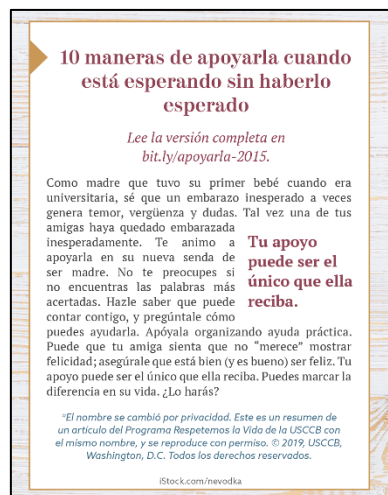 10 maneras de apoyarla cuando
está esperando sin haberlo
esperado
Lee la versión completa en
bit.ly/apoyarla-2015.
Como madre que tuvo su primer bebé cuando era
universitaria, sé que un embarazo inesperado a veces
genera temor, vergüenza y dudas. Tal vez una de tus
amigas haya quedado embarazada
inesperadamente. Te animo a
apoyarla en su nueva senda de
ser madre. No te preocupes si
no encuentras las palabras más
acertadas. Hazle saber que puede
contar contigo, y pregúntale cómo
Tu apoyo
puede ser el
único que ella
reciba.
puedes ayudarla. Apóyala organizando ayuda práctica.
Puede que tu amiga sienta que no “merece” mostrar
felicidad; asegúrale que está bien (y es bueno) ser feliz. Tu
apoyo puede ser el único que ella reciba. Puedes marcar la
diferencia en su vida. ¿Lo harás?
*El nombre se cambió por privacidad. Este es un resumen de
un artículo del Programa Respetemos la Vida de la USCCB con
el mismo nombre, y se reproduce con permiso. © 2019, USCCB,
Washington, D.C. Todos los derechos reservados.
iStock.com/nevodka